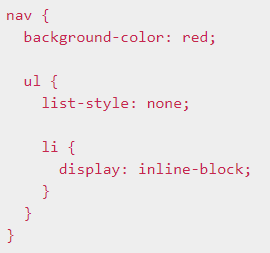 nav {
  background-color: red;

  ul {
    list-style: none;

    li {
      display: inline-block;
    }
  }
}